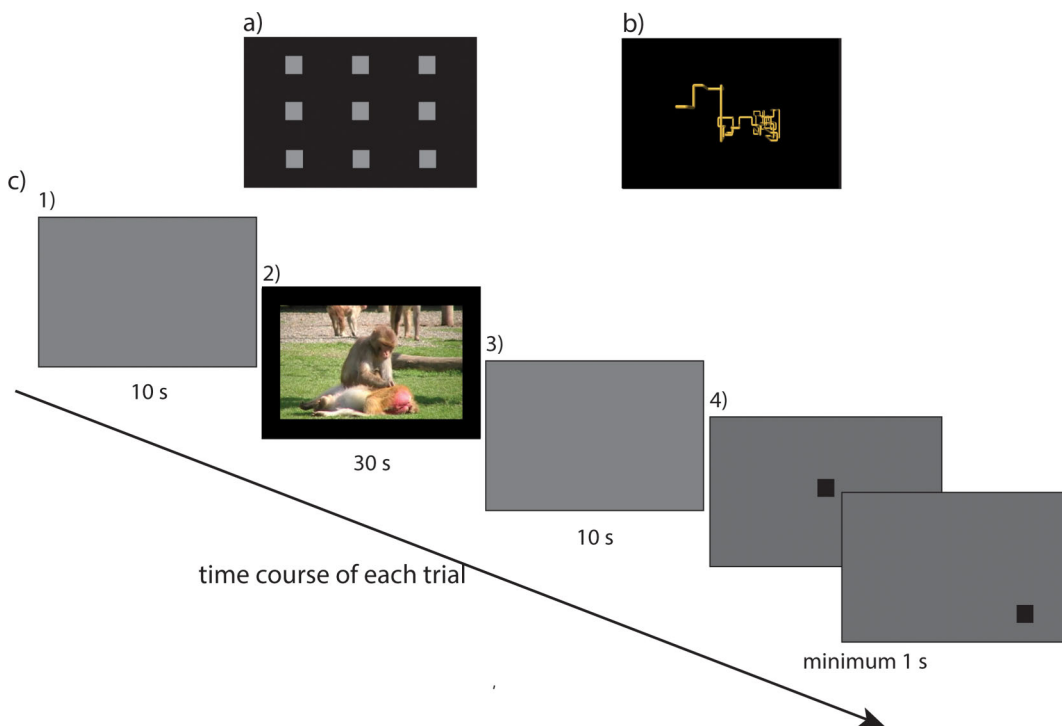 a)
b)
c)
1)
10 s
2)
30 s
3)
10 s
4)
minimum 1 s
time course of each trial